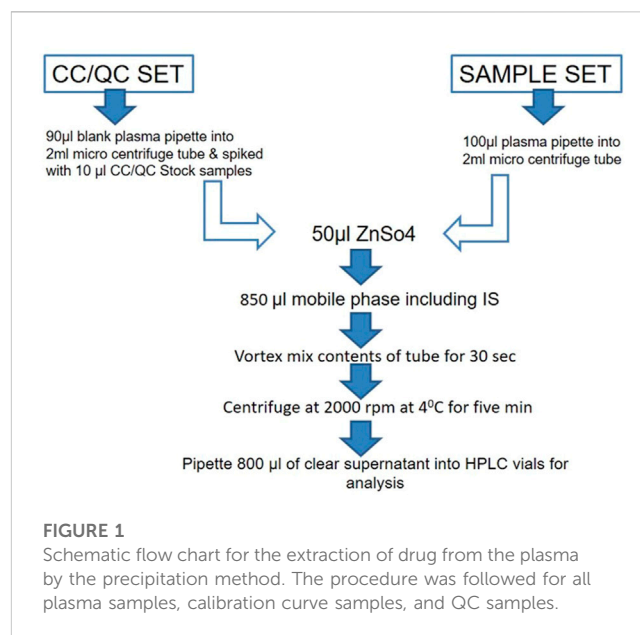 CC/QC SET
90µl blank plasma pipette into
2ml micro centrifuge tube & spiked
with 10 µl CC/QC Stock samples
SAMPLE SET
100µl plasma pipette into
2ml micro centrifuge tube
50µl ZnSo4
850 µl mobile phase including IS
Vortex mix contents of tube for 30 sec
Centrifuge at 2000 rpm at 4⁰C for five min
Pipette 800 µl of clear supernatant into HPLC vials for
analysis
FIGURE 1
Schematic flow chart for the extraction of drug from the plasma
by the precipitation method. The procedure was followed for all
plasma samples, calibration curve samples, and QC samples.